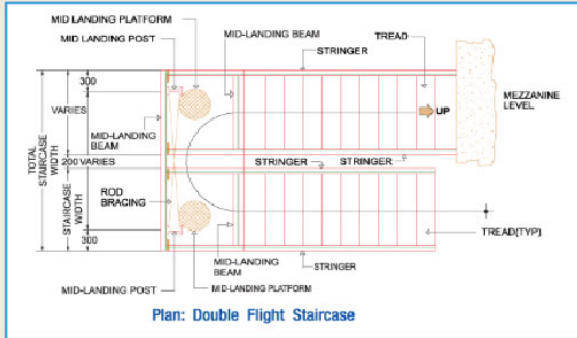 MID LANDING PLATFORM
MID LANDING POST
MID-LANDING BEAM
STRINGER
TREAD
MEZZANINE
LEVEL
UP
300
VARIES
MID-LANDING
BEAM
TOTAL
STAIRCASE
WIDTH
200 VARIES
STRINGER
STRINGER
STAIRCASE
WIDTH
ROD
BRACING
300
TREAD(TYP)
MID-LANDING
BEAM
STRINGER
MID-LANDING POST
MID-LANDING PLATFORM
Plan: Double Flight Staircase